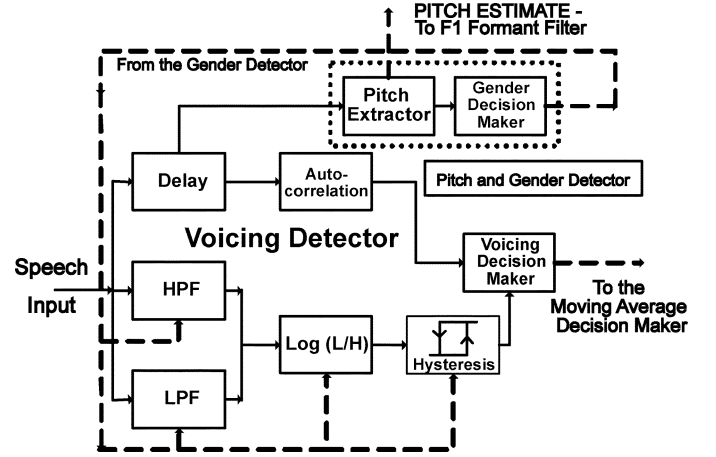 PITCH ESTIMATE -
To F1 Formant Filter
From the Gender Detector
Pitch
Extractor
Gender
Decision
Maker
Delay
Auto-
correlation
Pitch and Gender Detector
Voicing Detector
Voicing
Decision
Maker
Speech
Input
HPF
To the
Moving Average
Decision Maker
Log (L/H)
Hysteresis
LPF